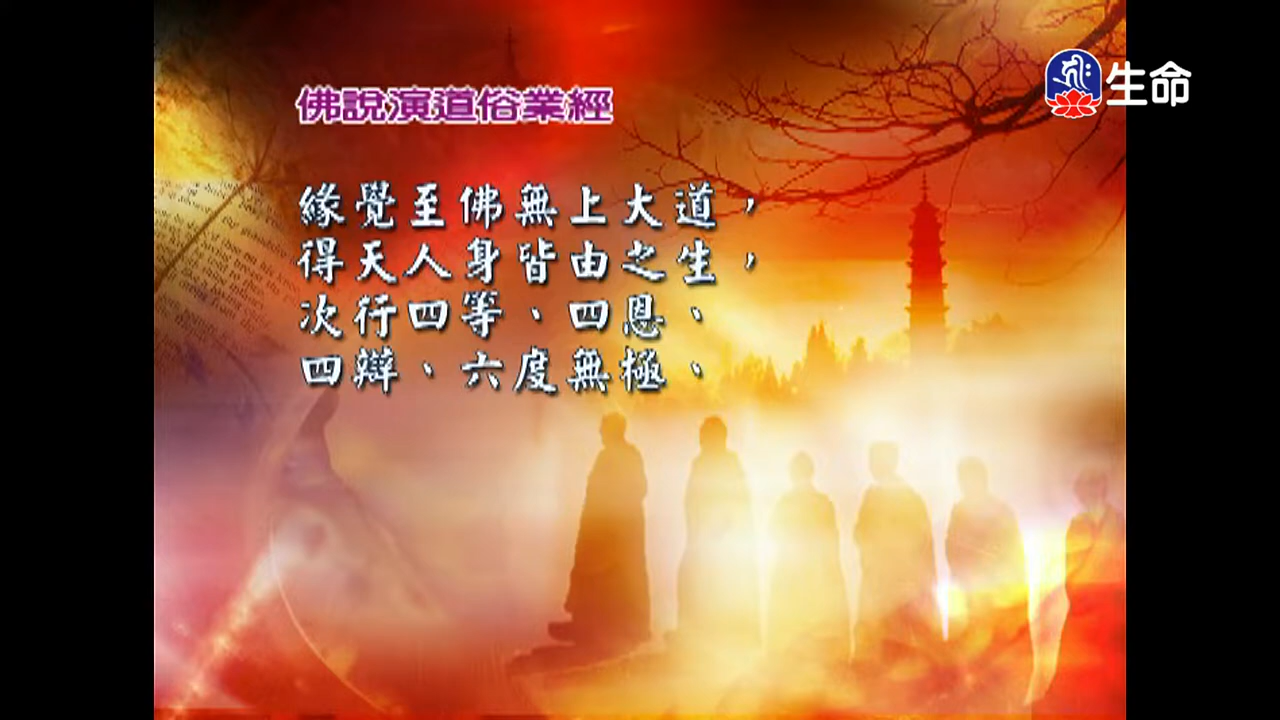 佛說演道俗業經
生命
緣覺至佛無上大道，
得天人身皆由之生，
次行四等、四恩、
四辯、六度無極、